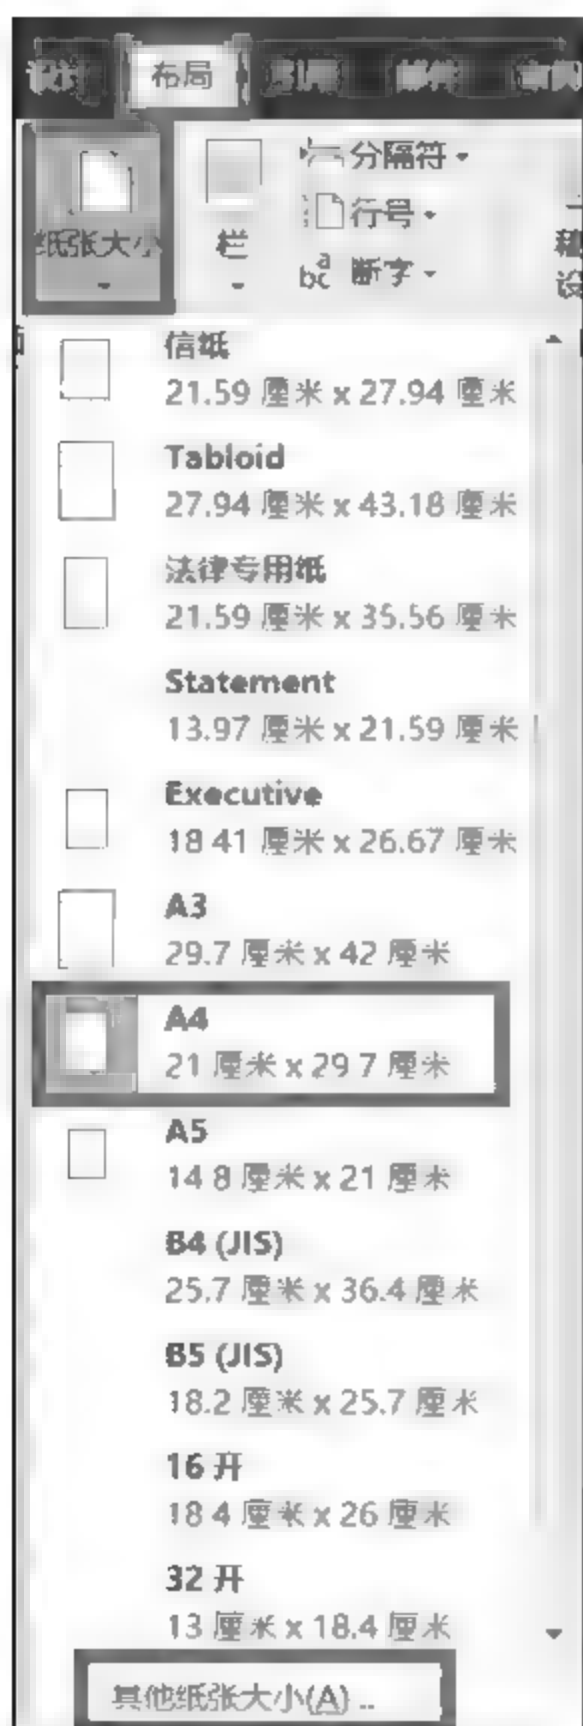 布局
纸张大小
栏
分隔符
行号
断字
信纸
21.59 厘米 x 27.94 厘米
Tabloid
27.94 厘米 x 43.18 厘米
法律专用纸
21.59 厘米 x 35.56 厘米
Statement
13.97 厘米 x 21.59 厘米
Executive
18 41 厘米 x 26.67 厘米
A3
29.7 厘米 x 42 厘米
A4
21 厘米 x 29 7 厘米
A5
14 8 厘米 x 21 厘米
B4 (JIS)
25.7 厘米 x 36.4 厘米
B5 (JIS)
18.2 厘米 x 25.7 厘米
16 开
18 4 厘米 x 26 厘米
32 开
13 厘米 x 18.4 厘米
其他纸张大小(A) ..